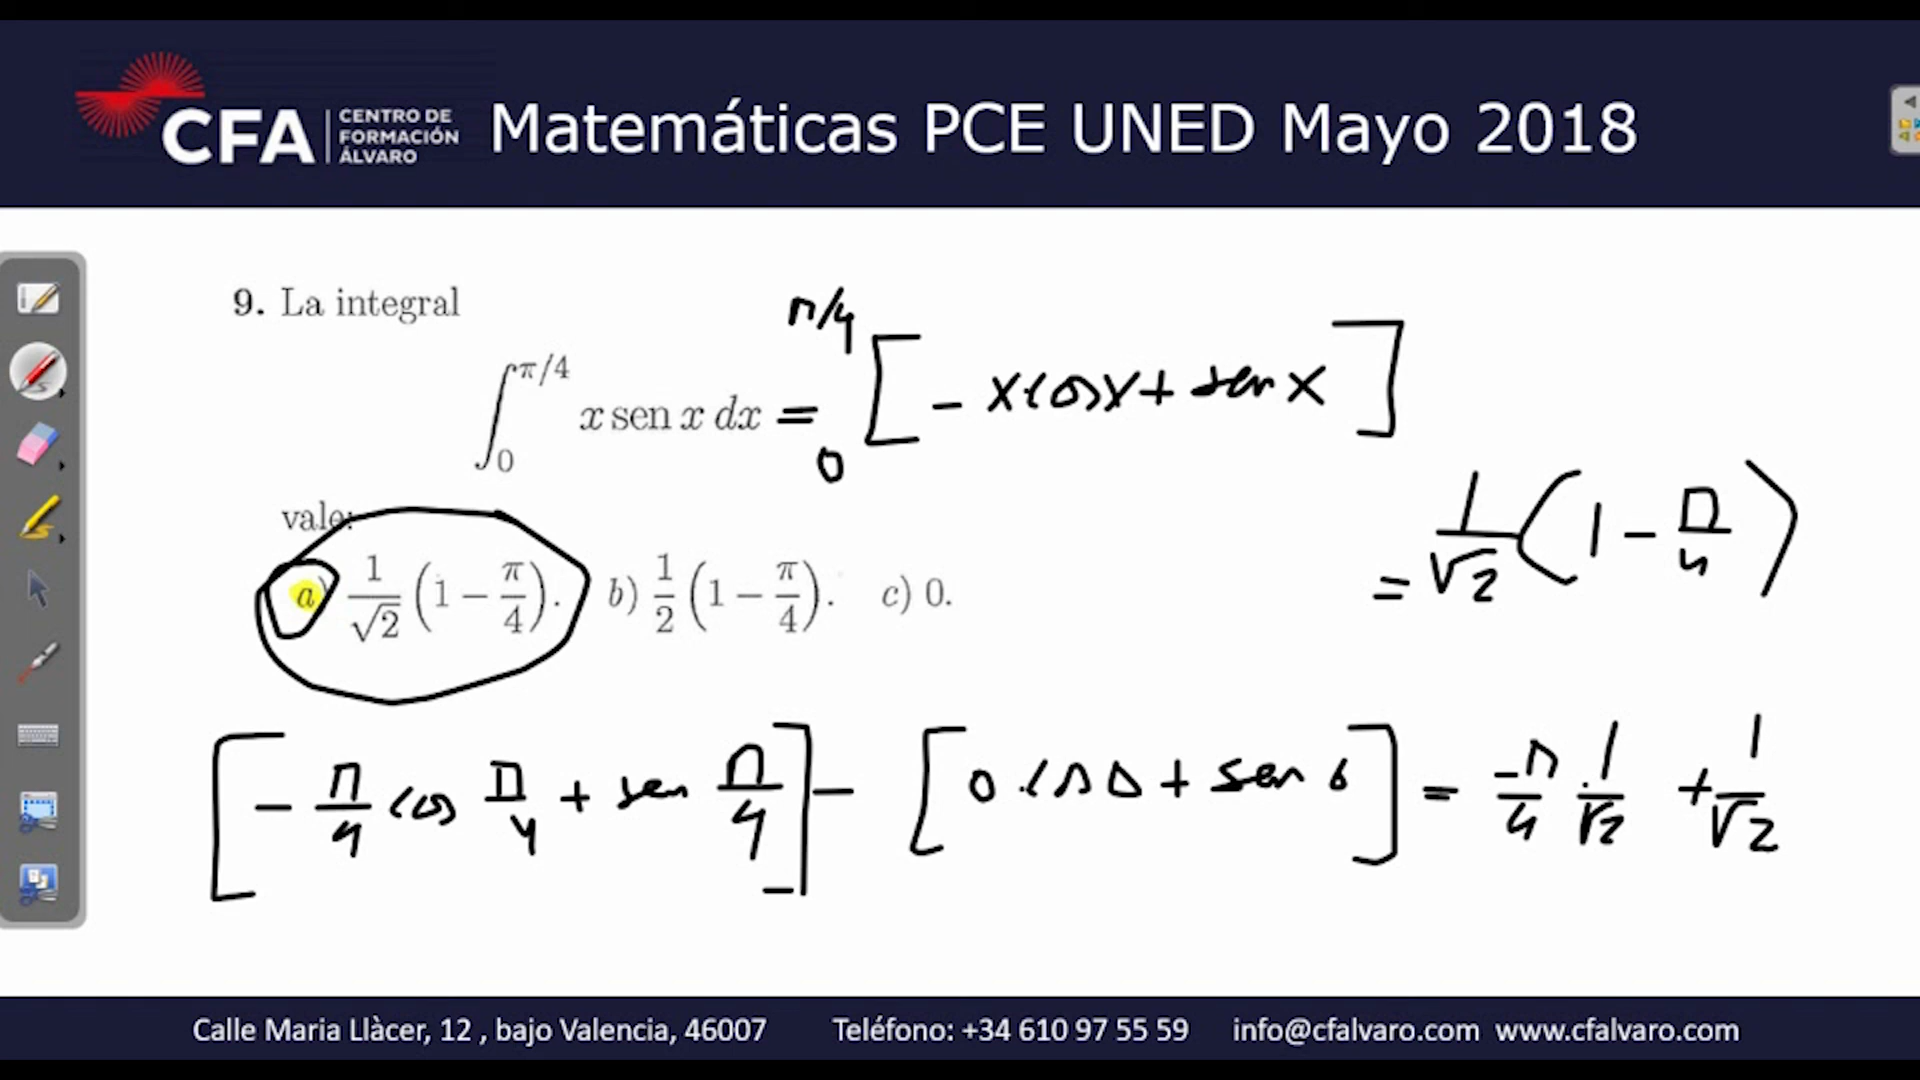 CFA
CENTRO DE
FORMACIÓN
ÁLVARO
Matemáticas PCE UNED Mayo 2018
9. La integral
∫₀^{π/4} x sen x dx = π/4 0 [ - x cos x + sen x ]
vale:
a) 1/√2 (1 − π/4). b) 1/2 (1 − π/4). c) 0.
= 1/√2 (1 - π/4)
[ - π/4 cos π/4 + sen π/4 ] - [ 0 · cos 0 + sen 0 ] = -π/4 · 1/√2 + 1/√2
Calle Maria Llàcer, 12 , bajo Valencia, 46007 Teléfono: +34 610 97 55 59 info@cfalvaro.com www.cfalvaro.com